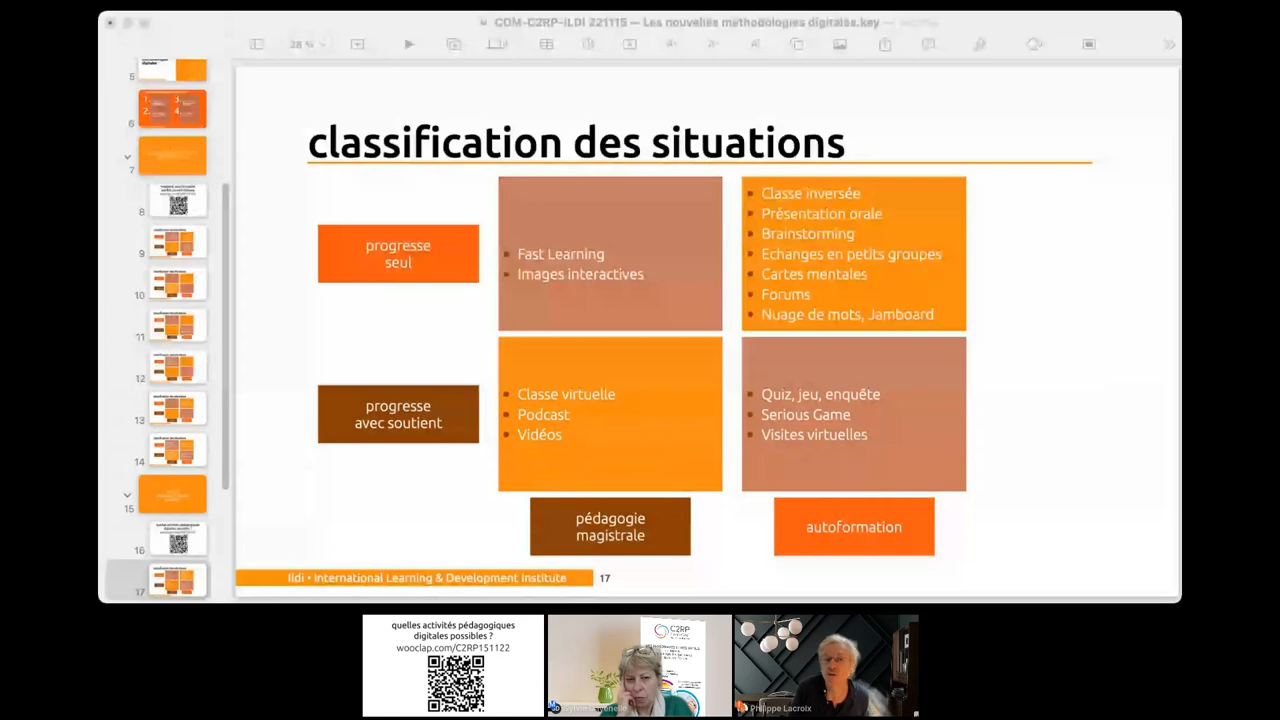 COM-C2RP-ILDI 221115 — Les nouvelles méthodologies digitales.key
28 %
classification des situations
progresse
seul
Fast Learning
Images interactives
Classe inversée
Présentation orale
Brainstorming
Echanges en petits groupes
Cartes mentales
Forums
Nuage de mots, Jamboard
progresse
avec soutient
Classe virtuelle
Podcast
Vidéos
Quiz, jeu, enquête
Serious Game
Visites virtuelles
pédagogie
magistrale
autoformation
Ildi • International Learning & Development Institute
17
5
6
7
8
9
10
11
12
13
14
15
16
17
quelles activités pédagogiques
digitales possibles ?
wooclap.com/C2RP151122
C2RP
Philippe Lacroix